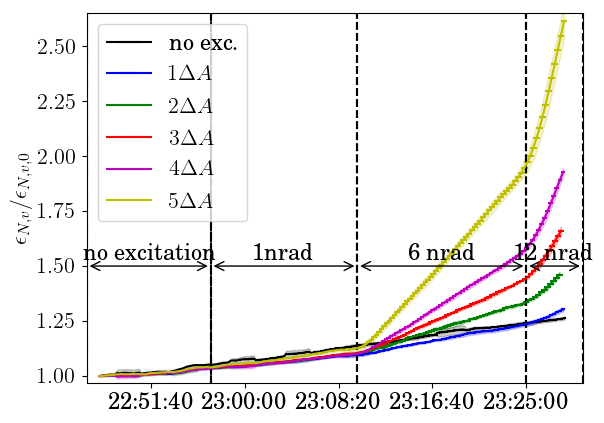 2.50
2.25
2.00
1.75
1.50
1.25
1.00
ϵ_{N,v}/ϵ_{N,v,0}
no exc.
1ΔA
2ΔA
3ΔA
4ΔA
5ΔA
no excitation 1nrad 6 nrad 12 nrad
22:51:40 23:00:00 23:08:20 23:16:40 23:25:00